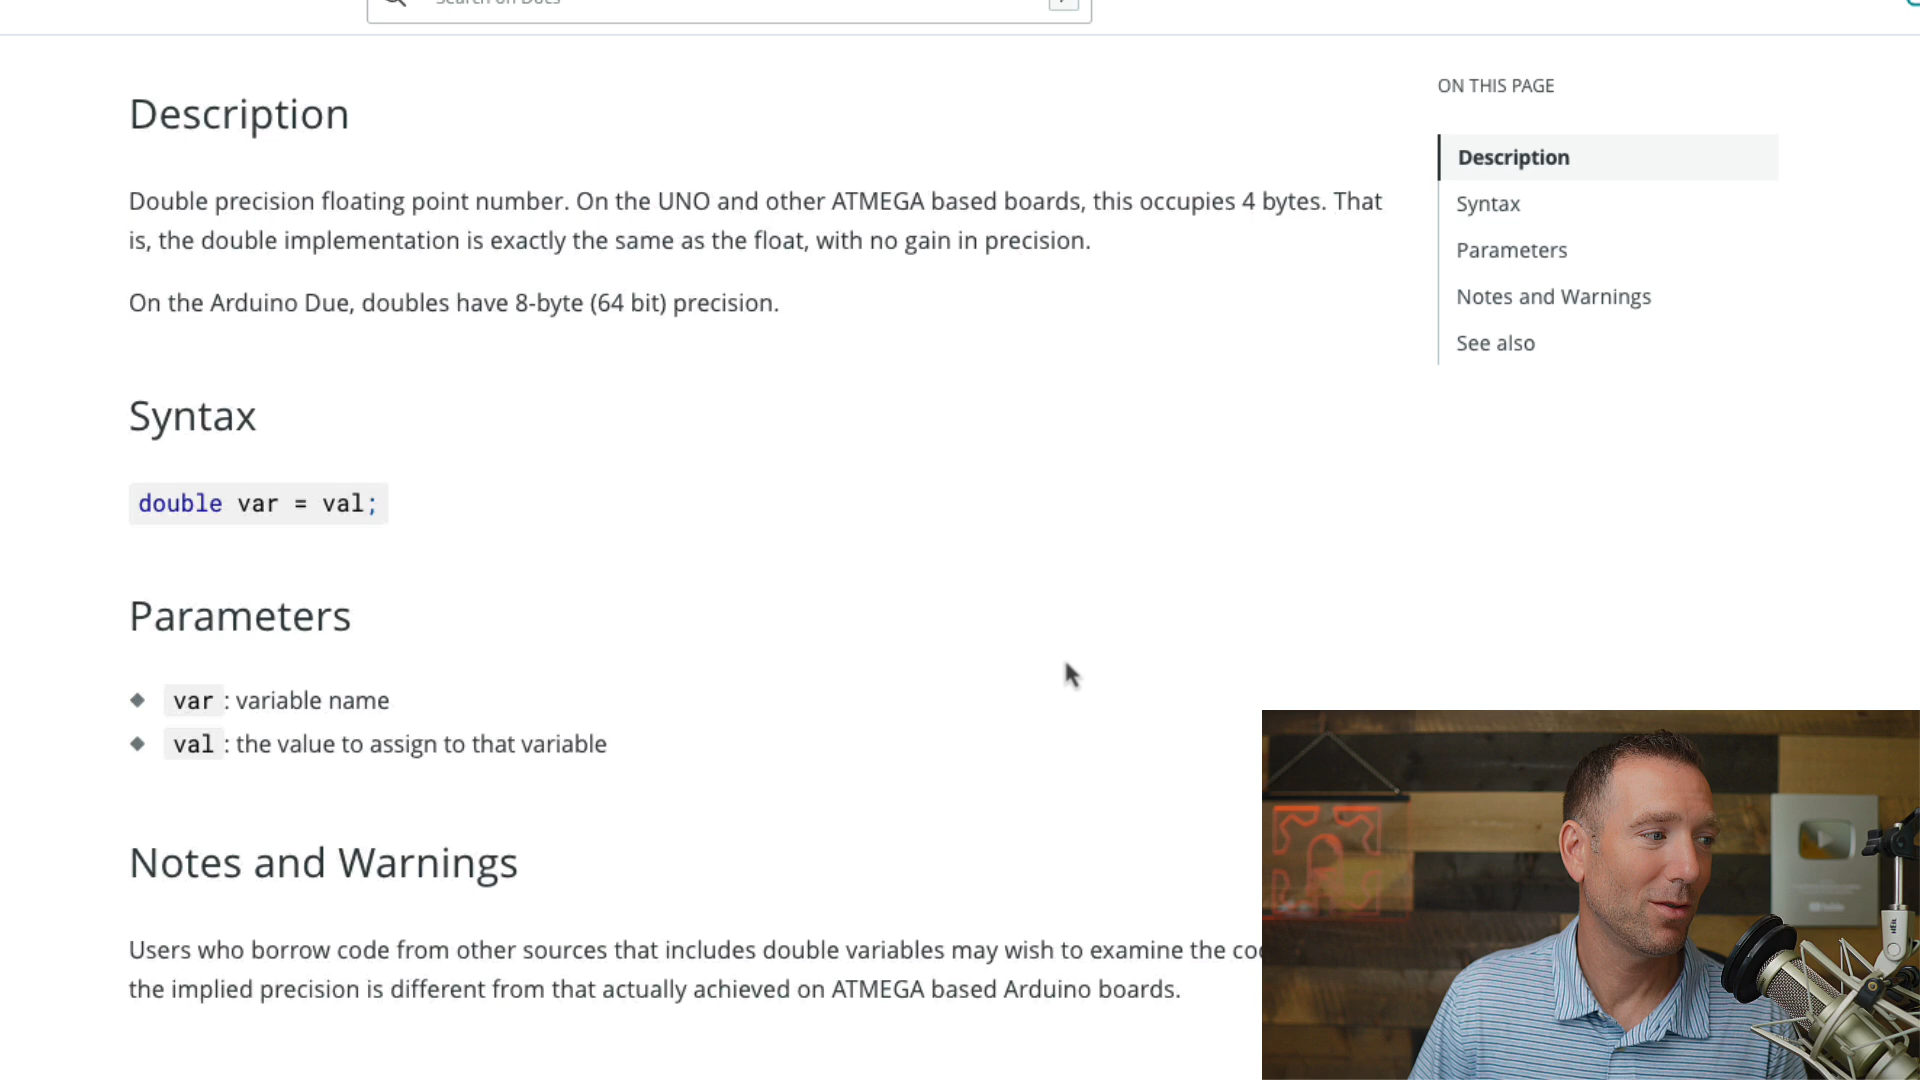 Search on Docs
ON THIS PAGE
Description
Description
Double precision floating point number. On the UNO and other ATMEGA based boards, this occupies 4 bytes. That
is, the double implementation is exactly the same as the float, with no gain in precision.
Syntax
Parameters
Notes and Warnings
On the Arduino Due, doubles have 8-byte (64 bit) precision.
See also
Syntax
double var = val;
Parameters
var : variable name
val : the value to assign to that variable
Notes and Warnings
Users who borrow code from other sources that includes double variables may wish to examine the
the implied precision is different from that actually achieved on ATMEGA based Arduino boards.